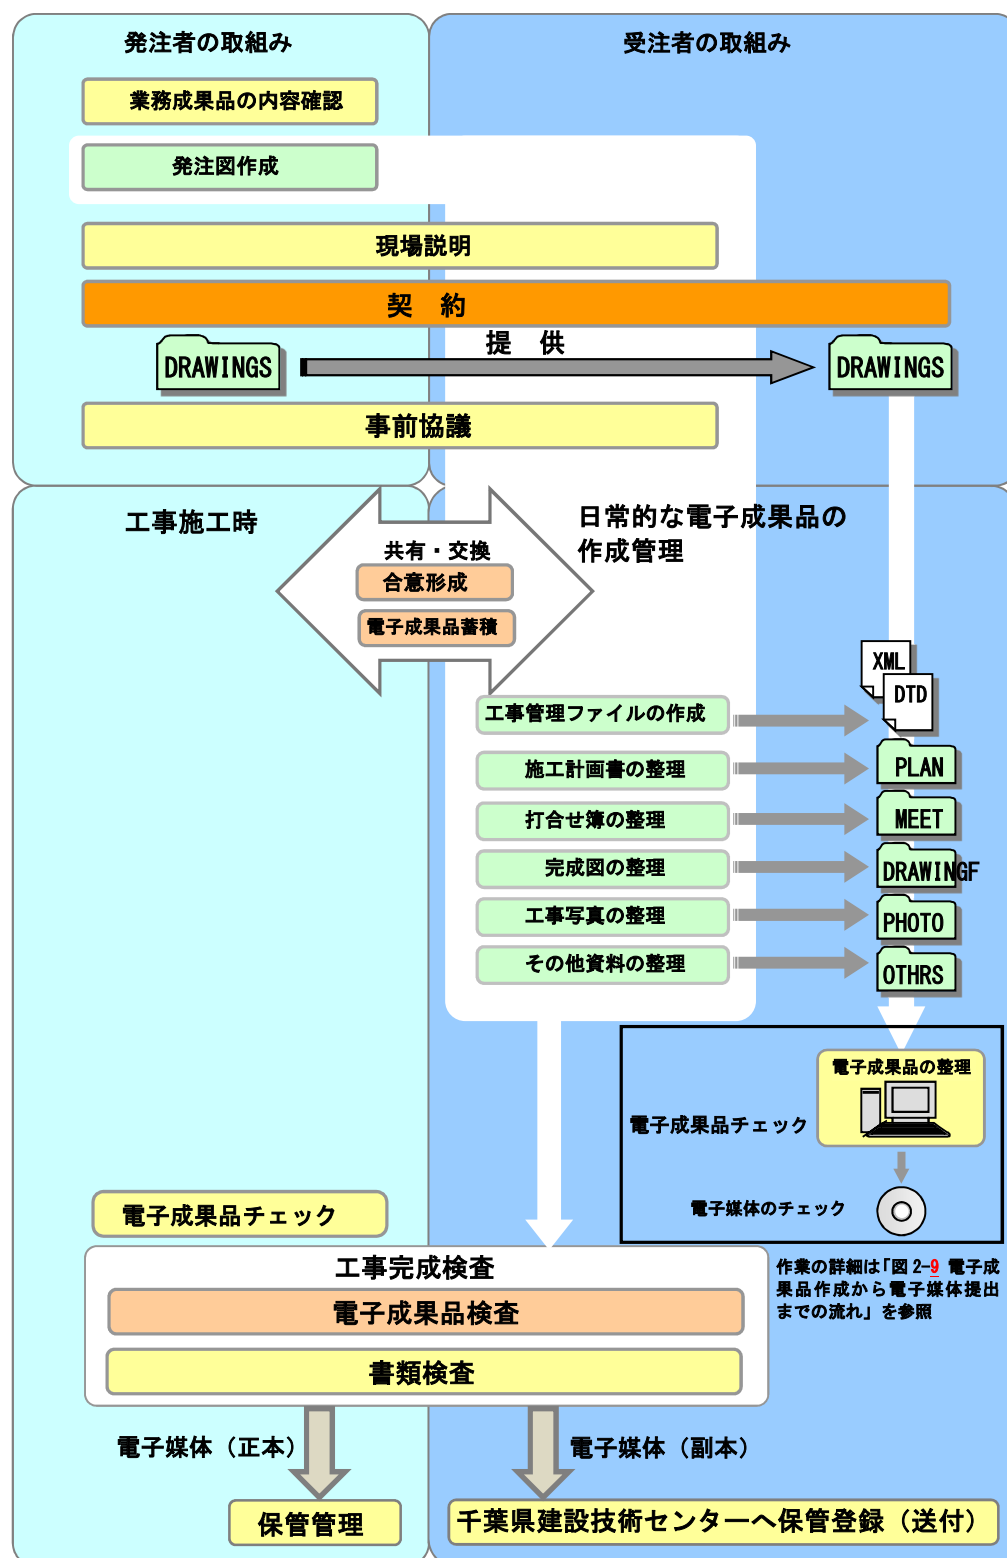 発注者の取組み
受注者の取組み
業務成果品の内容確認
発注図作成
現場説明
契　約
提　供
DRAWINGS
DRAWINGS
事前協議
工事施工時
日常的な電子成果品の
作成管理
共有・交換
合意形成
電子成果品蓄積
XML
DTD
工事管理ファイルの作成
施工計画書の整理
PLAN
打合せ簿の整理
MEET
完成図の整理
DRAWINGF
工事写真の整理
PHOTO
その他資料の整理
OTHRS
電子成果品の整理
電子成果品チェック
電子媒体のチェック
電子成果品チェック
工事完成検査
電子成果品検査
書類検査
作業の詳細は「図 2-9 電子成
果品作成から電子媒体提出
までの流れ」を参照
電子媒体（正本）
電子媒体（副本）
保管管理
千葉県建設技術センターへ保管登録（送付）